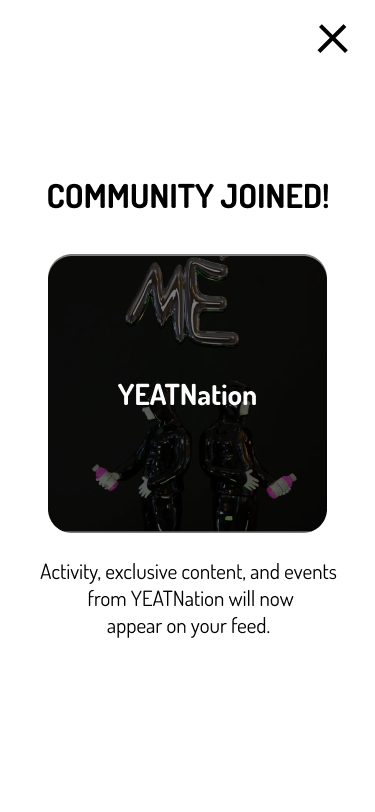 COMMUNITY JOINED!
ME
YEATNation
Activity, exclusive content, and events
from YEATNation will now
appear on your feed.